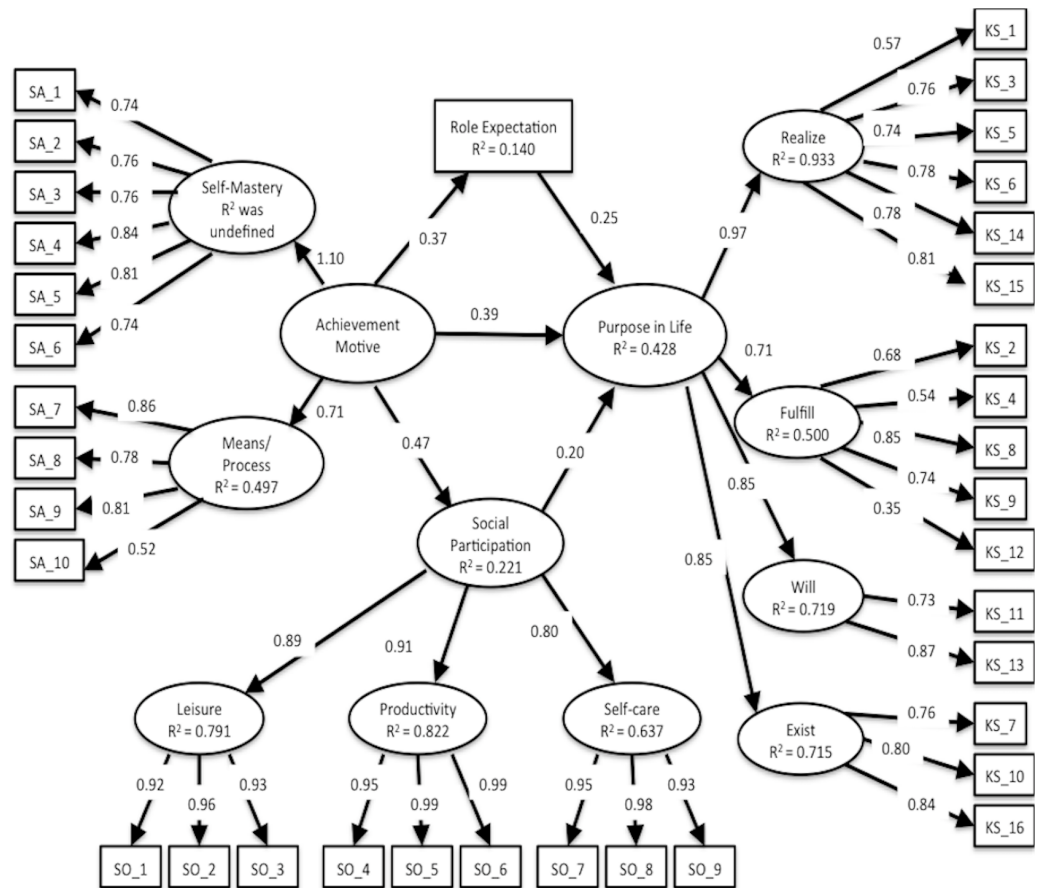 KS_1
0.57
KS_3
0.76
SA_1
0.74
Role Expectation
R² = 0.140
Realize
R² = 0.933
0.74
KS_5
SA_2
0.76
0.78
KS_6
SA_3
0.76
Self-Mastery
R² was
undefined
0.25
0.78
KS_14
SA_4
0.84
0.37
0.97
0.81
KS_15
SA_5
0.81
1.10
SA_6
0.74
Achievement
Motive
0.39
Purpose in Life
R² = 0.428
0.68
KS_2
0.71
0.54
KS_4
SA_7
0.86
0.71
Fulfill
R² = 0.500
0.85
KS_8
SA_8
0.78
Means/
Process
R² = 0.497
0.47
0.20
0.74
KS_9
SA_9
0.81
0.85
0.35
KS_12
SA_10
0.52
Social
Participation
R² = 0.221
0.85
Will
R² = 0.719
0.73
KS_11
0.87
KS_13
0.89
0.91
0.80
Leisure
R² = 0.791
Productivity
R² = 0.822
Self-care
R² = 0.637
Exist
R² = 0.715
0.76
KS_7
0.80
KS_10
0.84
KS_16
0.92
0.96
0.93
0.95
0.99
0.99
0.95
0.98
0.93
SO_1
SO_2
SO_3
SO_4
SO_5
SO_6
SO_7
SO_8
SO_9